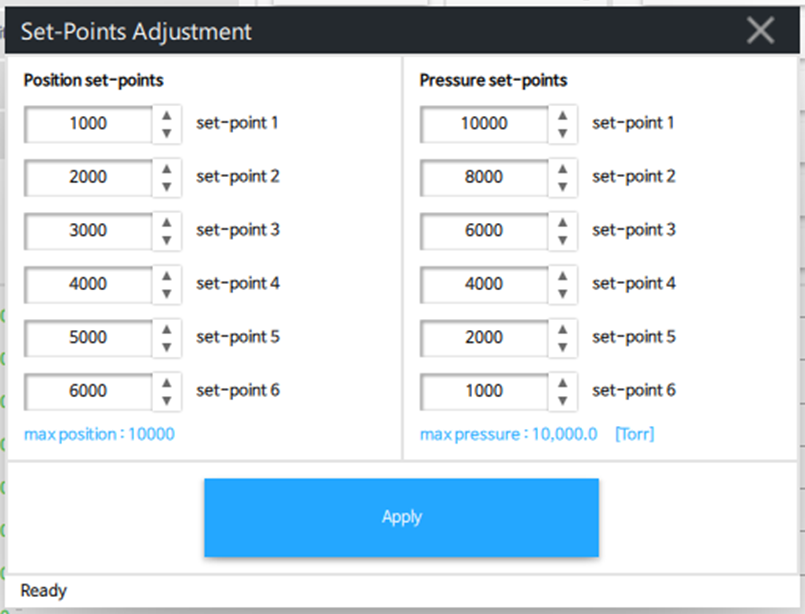 Set-Points Adjustment
Position set-points
1000 set-point 1
2000 set-point 2
3000 set-point 3
4000 set-point 4
5000 set-point 5
6000 set-point 6
max position : 10000
Pressure set-points
10000 set-point 1
8000 set-point 2
6000 set-point 3
4000 set-point 4
2000 set-point 5
1000 set-point 6
max pressure : 10,000.0 [Torr]
Apply
Ready